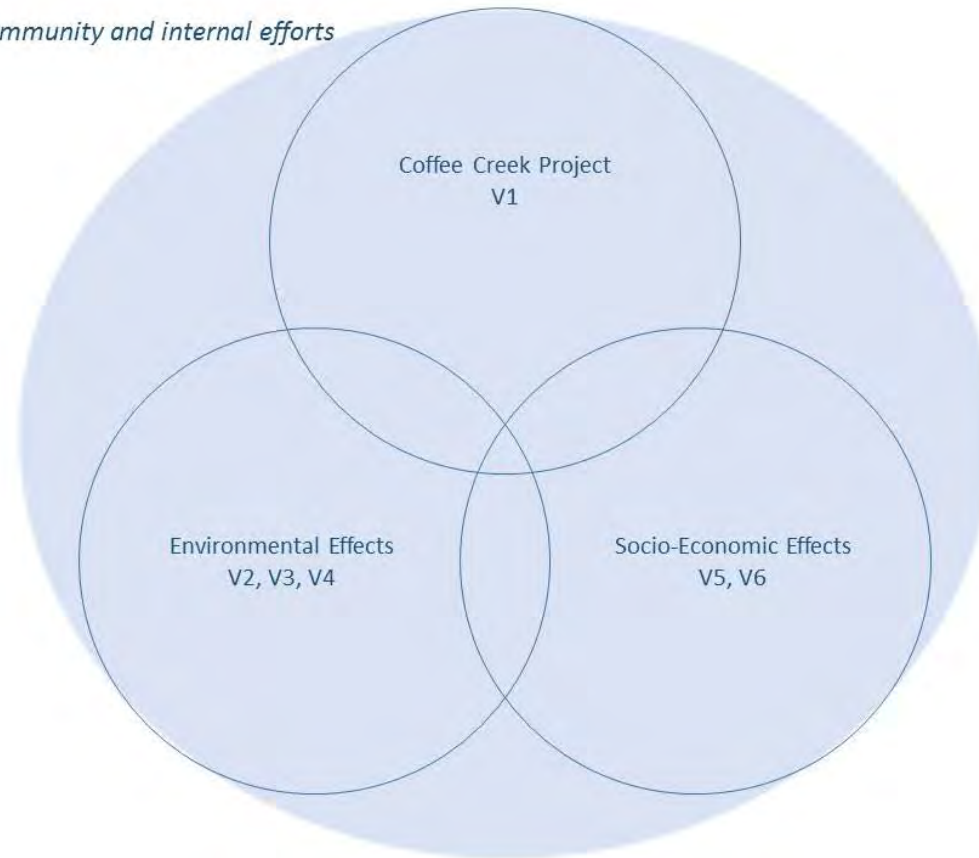 mmunity and internal efforts
Coffee Creek Project
V1
Environmental Effects
V2, V3, V4
Socio-Economic Effects
V5, V6